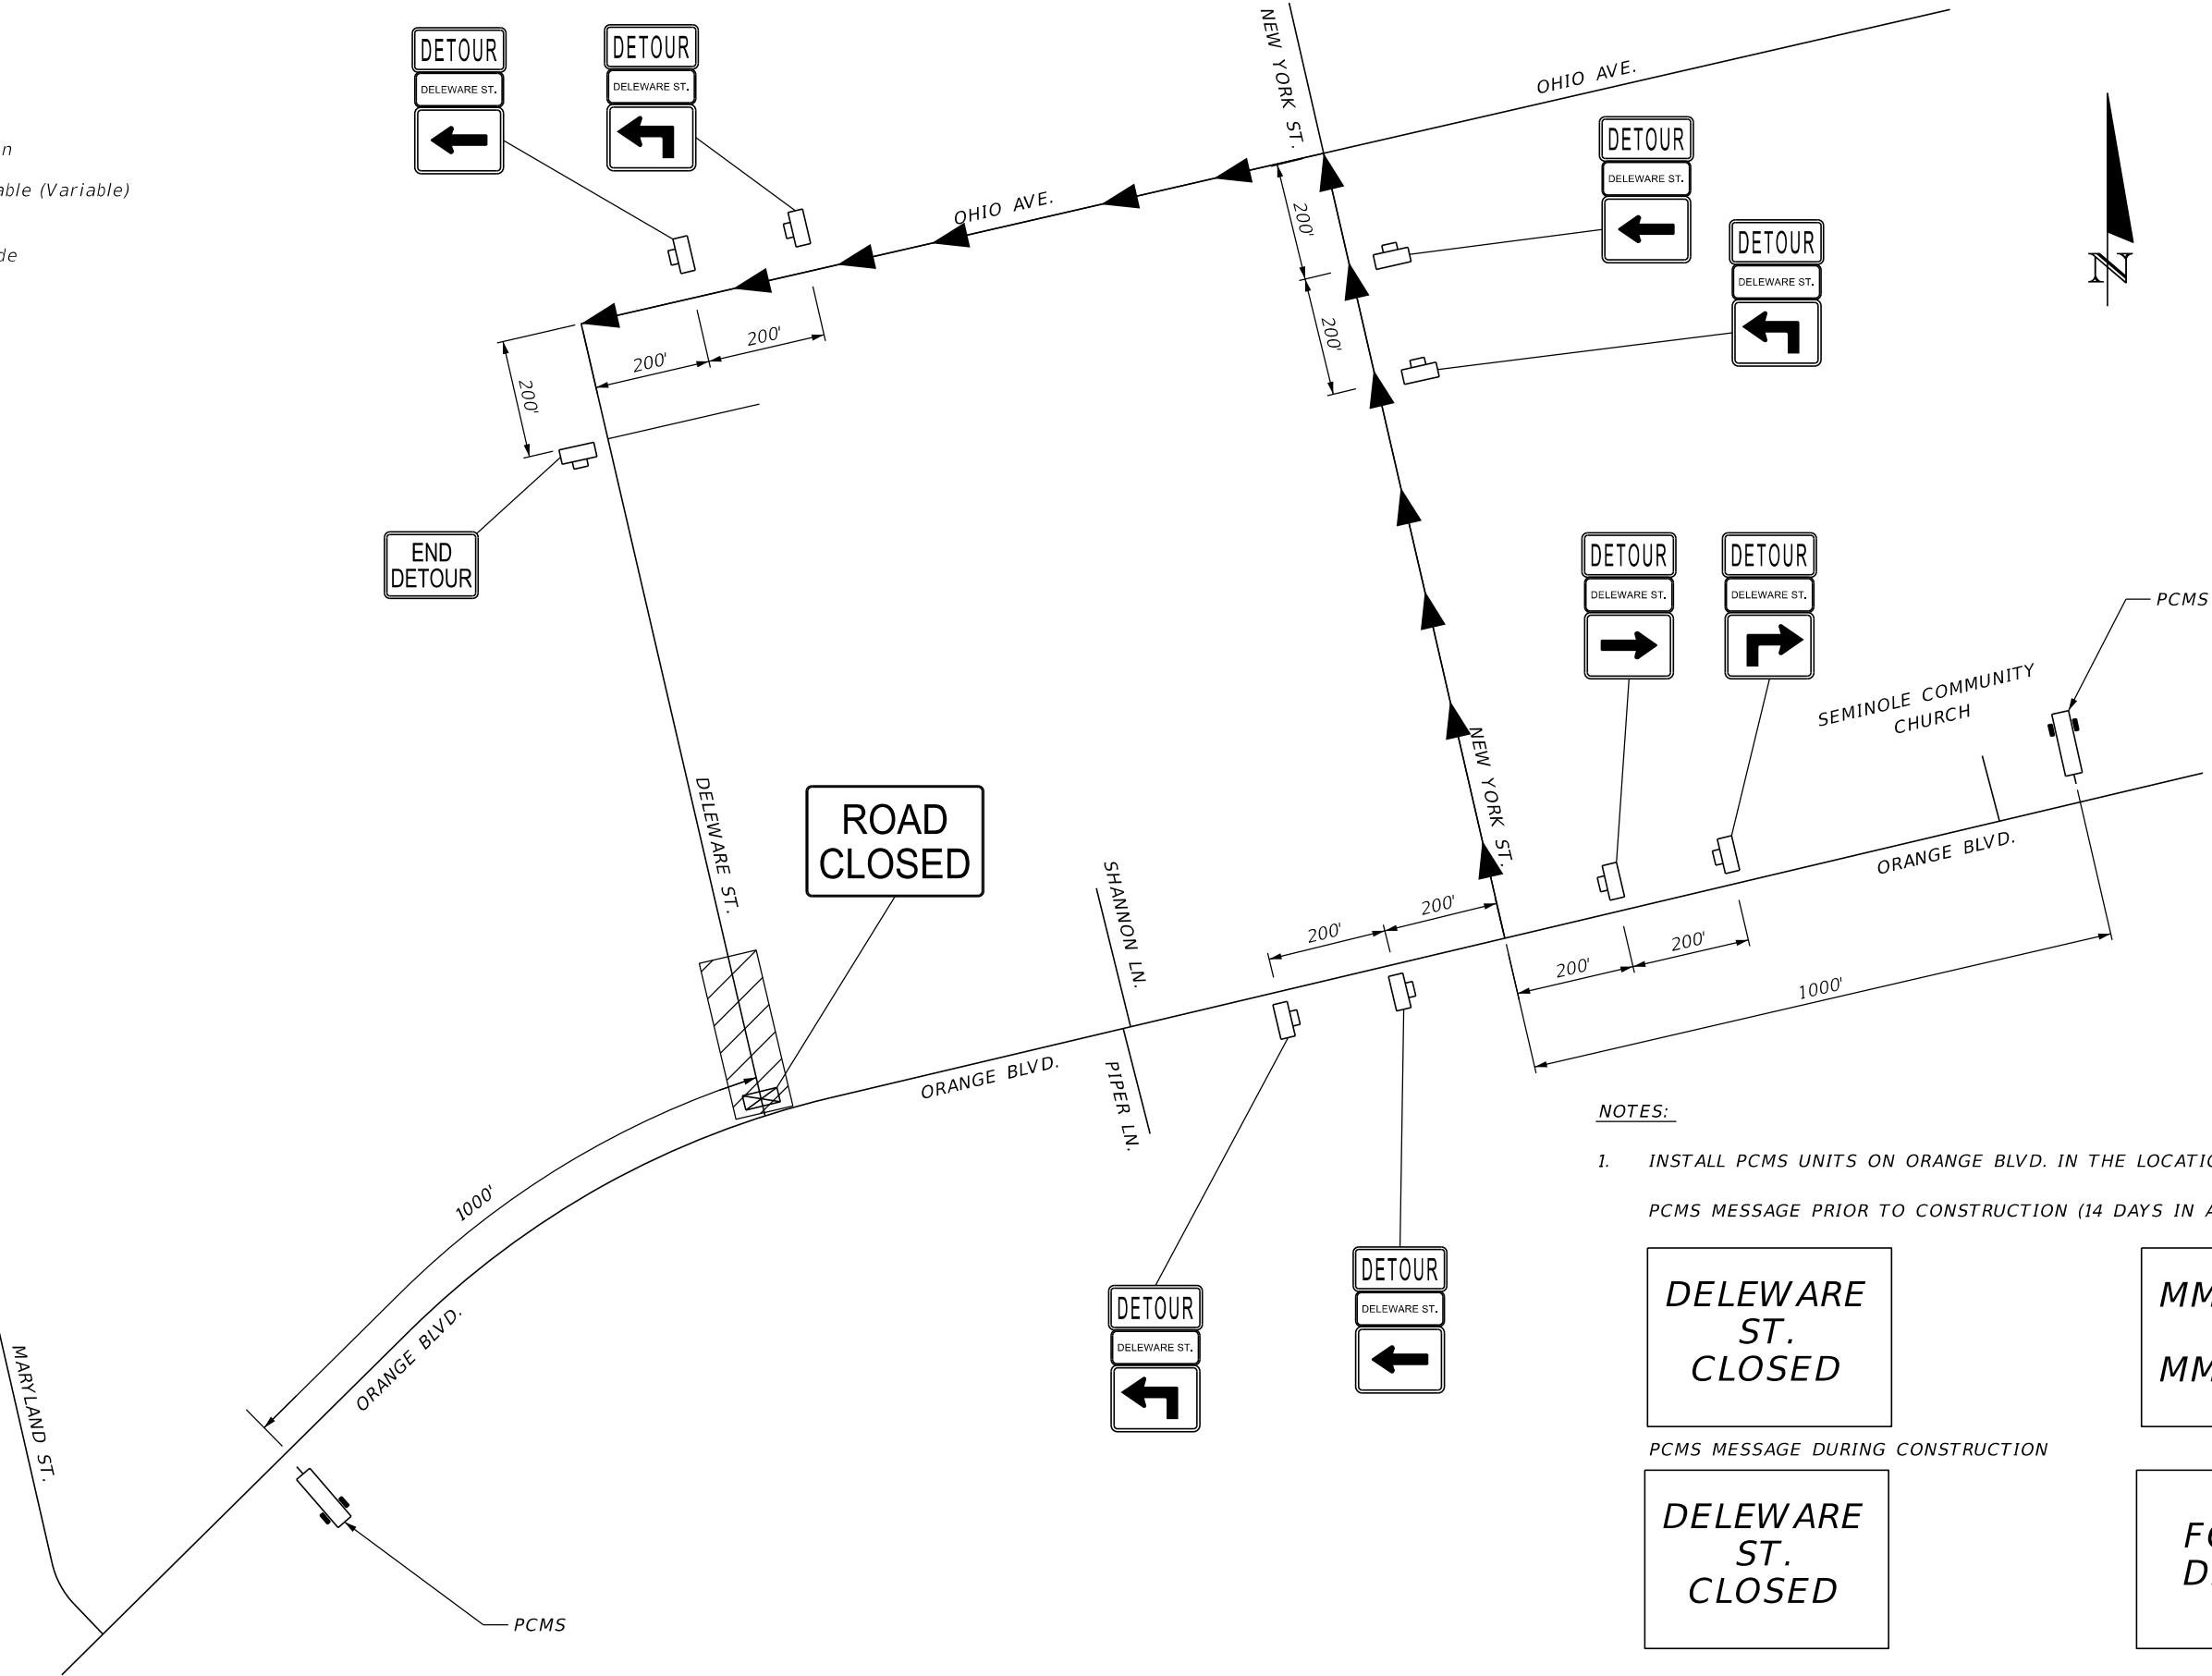 n
able (Variable)
de
DETOUR
DELEWARE ST.
DETOUR
DELEWARE ST.
NEW YORK ST.
OHIO AVE.
OHIO AVE.
DETOUR
DELEWARE ST.
DETOUR
DELEWARE ST.
N
200'
200'
200'
200'
200'
END
DETOUR
DETOUR
DELEWARE ST.
DETOUR
DELEWARE ST.
PCMS
SEMINOLE COMMUNITY
CHURCH
NEW YORK ST.
DELEWARE ST.
ROAD
CLOSED
SHANNON LN.
ORANGE BLVD.
200'
200'
200'
200'
1000'
ORANGE BLVD.
PIPER LN.
1000'
ORANGE BLVD.
MARYLAND ST.
PCMS
DETOUR
DELEWARE ST.
DETOUR
DELEWARE ST.
NOTES:
1. INSTALL PCMS UNITS ON ORANGE BLVD. IN THE LOCATIO
PCMS MESSAGE PRIOR TO CONSTRUCTION (14 DAYS IN A
DELEWARE
ST.
CLOSED
MM
MM
PCMS MESSAGE DURING CONSTRUCTION
DELEWARE
ST.
CLOSED